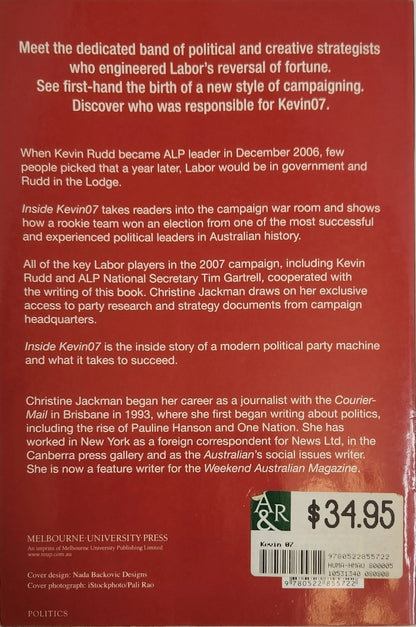 Meet the dedicated band of political and creative strategists
who engineered Labor's reversal of fortune.
See first-hand the birth of a new style of campaigning.
Discover who was responsible for Kevin07.
When Kevin Rudd became ALP leader in December 2006, few
people picked that a year later, Labor would be in government and
Rudd in the Lodge.
Inside Kevin07 takes readers into the campaign war room and shows
how a rookie team won an election from one of the most successful
and experienced political leaders in Australian history.
All of the key Labor players in the 2007 campaign, including Kevin
Rudd and ALP National Secretary Tim Gartrell, cooperated with
the writing of this book. Christine Jackman draws on her exclusive
access to party research and strategy documents from campaign
headquarters.
Inside Kevin07 is the inside story of a modern political party machine
and what it takes to succeed.
Christine Jackman began her career as a journalist with the Courier-
Mail in Brisbane in 1993, where she first began writing about politics,
including the rise of Pauline Hanson and One Nation. She has
worked in New York as a foreign correspondent for News Ltd, in the
Canberra press gallery and as the Australian's social issues writer.
She is now a feature writer for the Weekend Australian Magazine.
MELBOURNE·UNIVERSITY·PRESS
An imprint of Melbourne University Publishing Limited
www.mup.com.au
Cover design: Nada Backovic Designs
Cover photograph: iStockphoto/Pali Rao
POLITICS
A&R
$34.95
Kevin 07
9780522855722
HUMA-HMAU 800005
10531340 080808
9780522855722